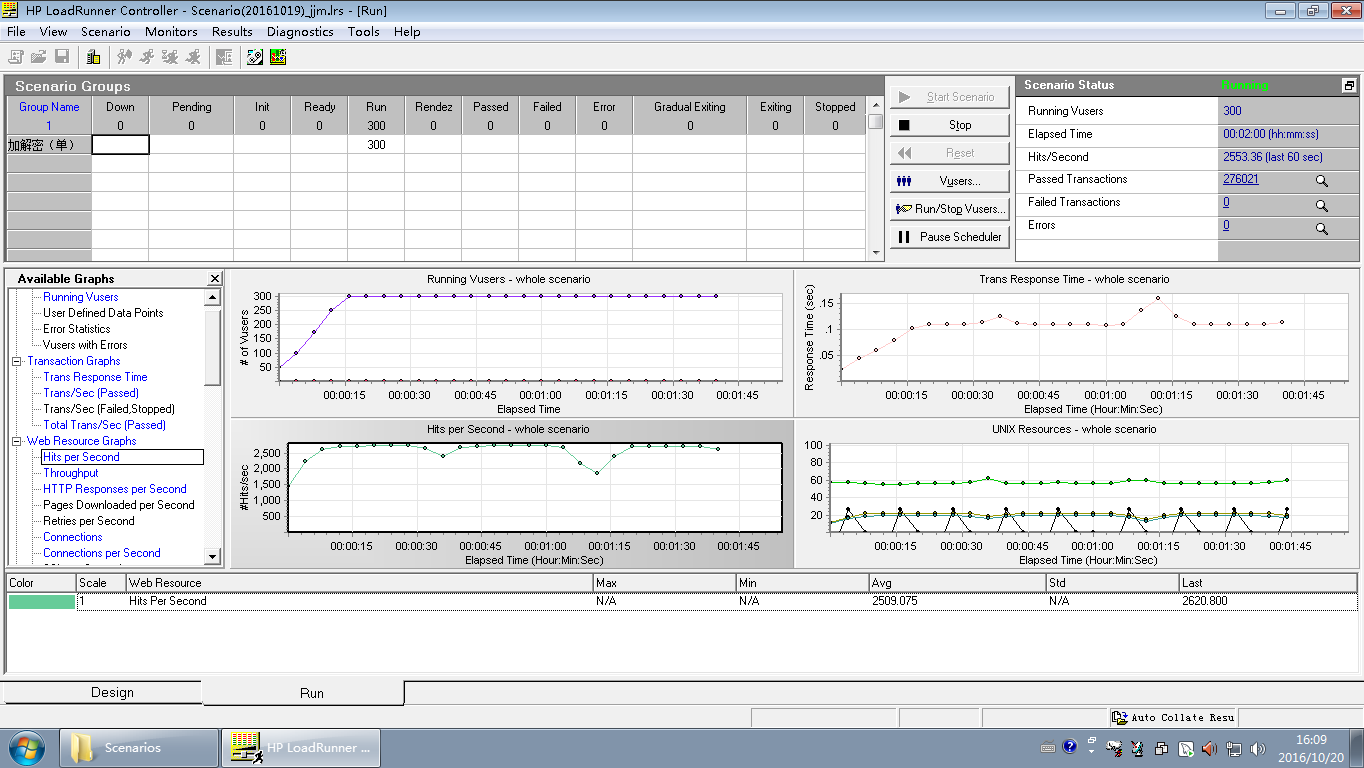 HP LoadRunner Controller - Scenario(20161019)_jjm.lrs - [Run]
File View Scenario Monitors Results Diagnostics Tools Help
Scenario Groups
Group Name Down Pending Init Ready Run Rendez Passed Failed Error Gradual Exiting Exiting Stopped
1 0 0 0 0 300 0 0 0 0 0 0 0
加解密（单） 300
Start Scenario
Stop
Reset
Vusers...
Run/Stop Vusers...
Pause Scheduler
Scenario Status Running
Running Vusers 300
Elapsed Time 00:02:00 (hh:mm:ss)
Hits/Second 2553.36 (last 60 sec)
Passed Transactions 276021
Failed Transactions 0
Errors 0
Available Graphs
Running Vusers
User Defined Data Points
Error Statistics
Vusers with Errors
Transaction Graphs
Trans Response Time
Trans/Sec (Passed)
Trans/Sec (Failed,Stopped)
Total Trans/Sec (Passed)
Web Resource Graphs
Hits per Second
Throughput
HTTP Responses per Second
Pages Downloaded per Second
Retries per Second
Connections
Connections per Second
Running Vusers - whole scenario
# of Vusers
300
250
200
150
100
50
00:00:15 00:00:30 00:00:45 00:01:00 00:01:15 00:01:30 00:01:45
Elapsed Time
Trans Response Time - whole scenario
Response Time (sec)
.15
.1
.05
00:00:15 00:00:30 00:00:45 00:01:00 00:01:15 00:01:30 00:01:45
Elapsed Time (Hour:Min:Sec)
Hits per Second - whole scenario
#Hits/sec
2,500
2,000
1,500
1,000
500
00:00:15 00:00:30 00:00:45 00:01:00 00:01:15 00:01:30 00:01:45
Elapsed Time (Hour:Min:Sec)
UNIX Resources - whole scenario
100
80
60
40
20
00:00:15 00:00:30 00:00:45 00:01:00 00:01:15 00:01:30 00:01:45
Elapsed Time (Hour:Min:Sec)
Color Scale Web Resource Max Min Avg Std Last
1 Hits Per Second N/A N/A 2509.075 N/A 2620.800
Design Run
Auto Collate Resu
Scenarios
HP LoadRunner ...
16:09
2016/10/20